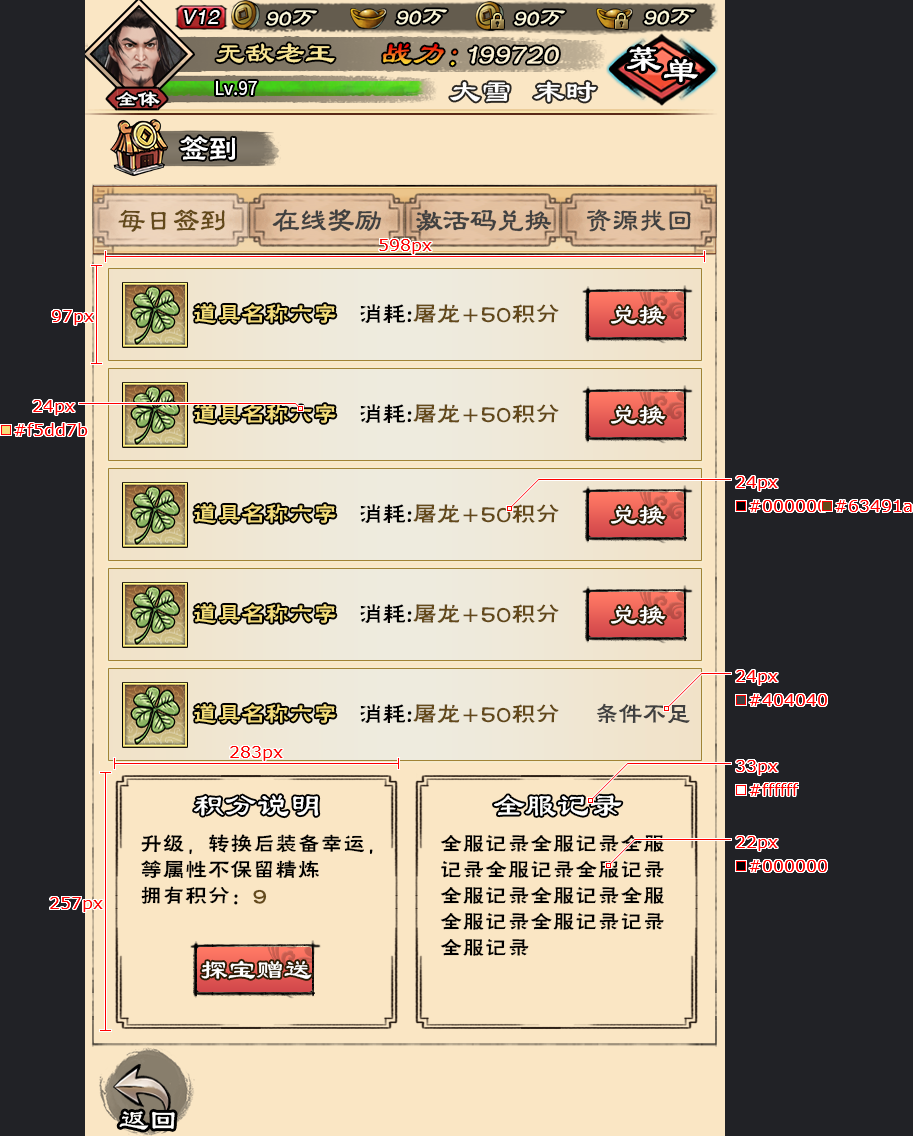 V12 90万 90万 90万 90万
无敌老王 战力：199720
菜单
Lv.97
全体 大雪 未时
签到
每日签到 在线奖励 激活码兑换 资源找回
598px
97px
道具名称六字 消耗:屠龙+50积分 兑换
24px
#f5dd7b
道具名称六字 消耗:屠龙+50积分 兑换
24px
#000000 #63491a
道具名称六字 消耗:屠龙+50积分 兑换
道具名称六字 消耗:屠龙+50积分 兑换
24px
#404040
道具名称六字 消耗:屠龙+50积分 条件不足
283px
33px
#ffffff
257px
积分说明
升级，转换后装备幸运，
等属性不保留精炼
拥有积分：9
探宝赠送
全服记录
22px
#000000
全服记录全服记录全服
记录全服记录全服记录
全服记录全服记录全服
全服记录全服记录记录
全服记录
返回